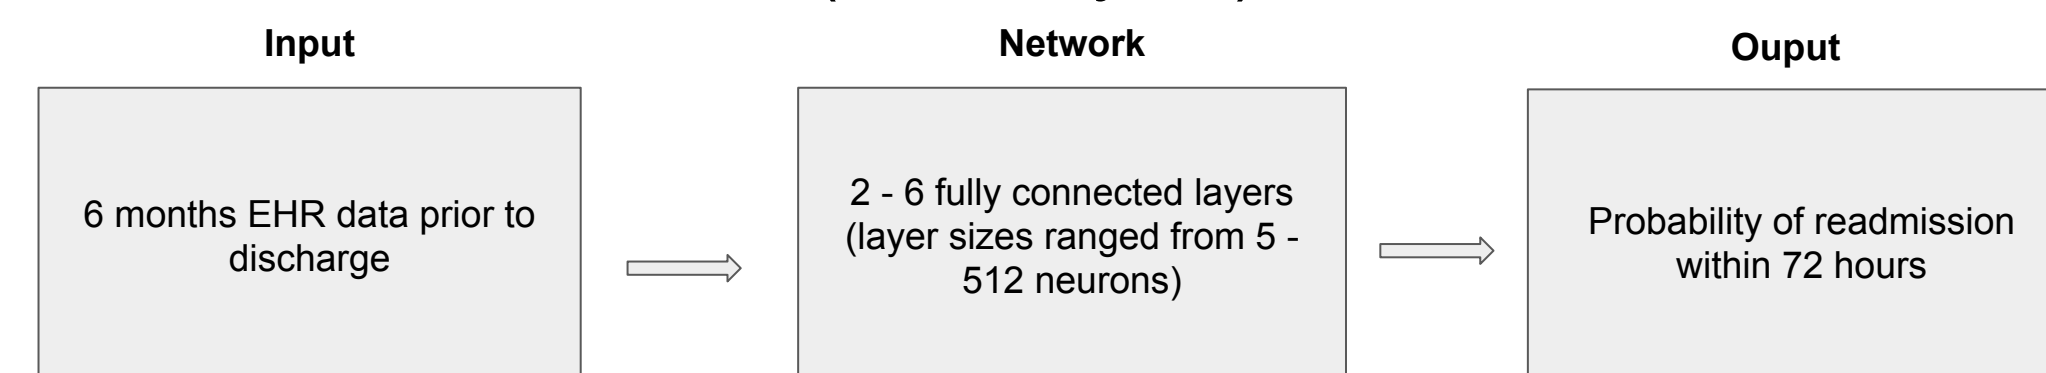 Input
Network
Ouput
6 months EHR data prior to
discharge
2 - 6 fully connected layers
(layer sizes ranged from 5 -
512 neurons)
Probability of readmission
within 72 hours